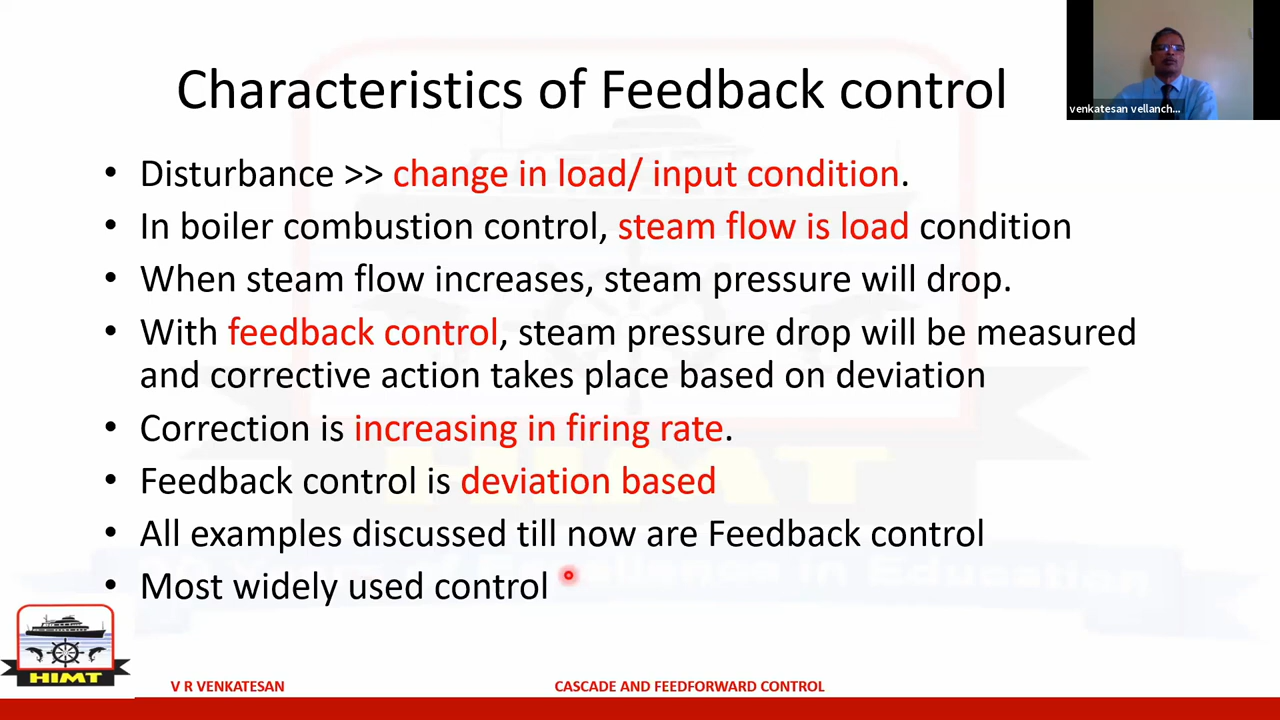 Characteristics of Feedback control
venkatesan vellanch...
• Disturbance >> change in load/ input condition.
• In boiler combustion control, steam flow is load condition
• When steam flow increases, steam pressure will drop.
• With feedback control, steam pressure drop will be measured
and corrective action takes place based on deviation
• Correction is increasing in firing rate.
• Feedback control is deviation based
• All examples discussed till now are Feedback control
• Most widely used control
HIMT
HIMT
V R VENKATESAN
CASCADE AND FEEDFORWARD CONTROL